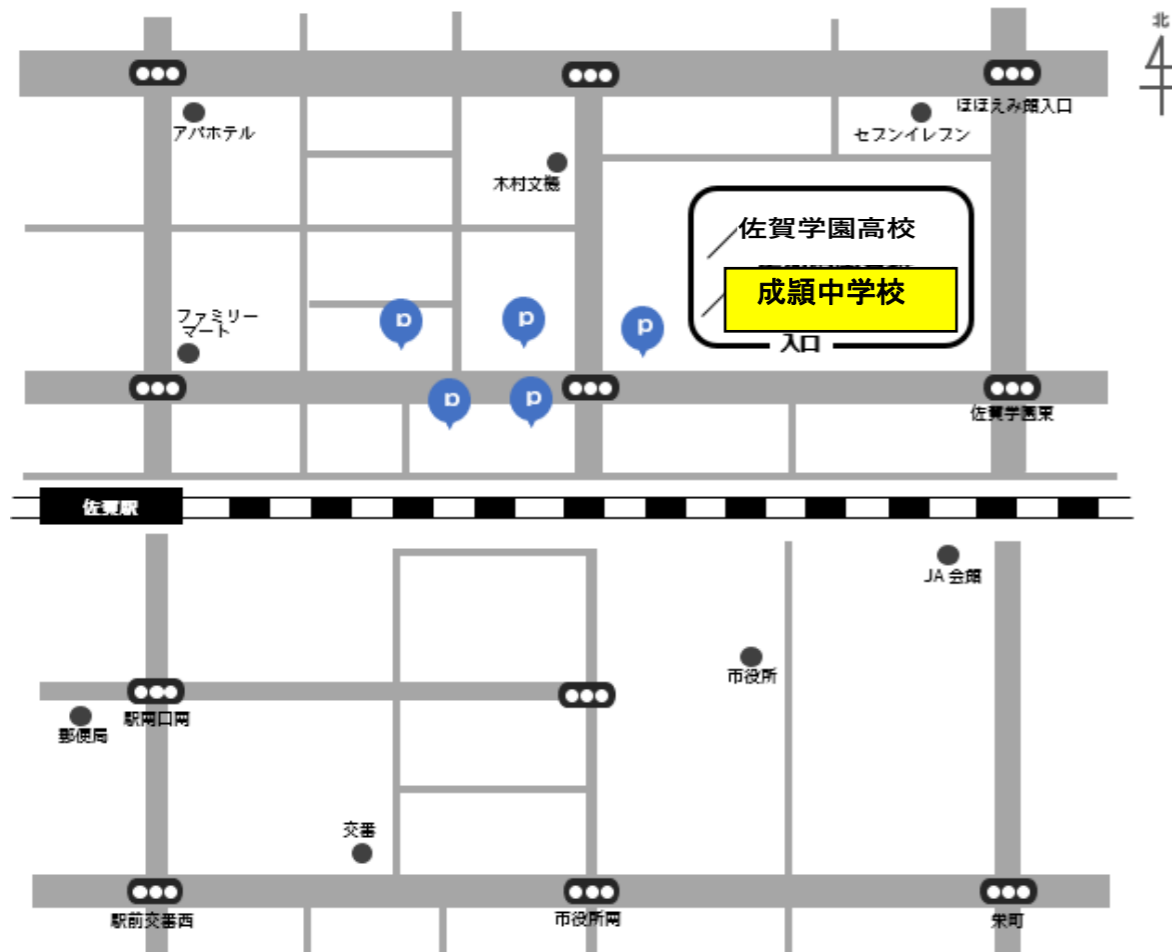 北
ほほえみ館入口
アパホテル
セブンイレブン
木村文機
佐賀学園高校
成穎中学校
入口
ファミリー
マート
p
p
p
p
p
佐賀学園東
佐賀駅
JA会館
市役所
駅南口南
郵便局
交番
駅前交番西
市役所南
栄町